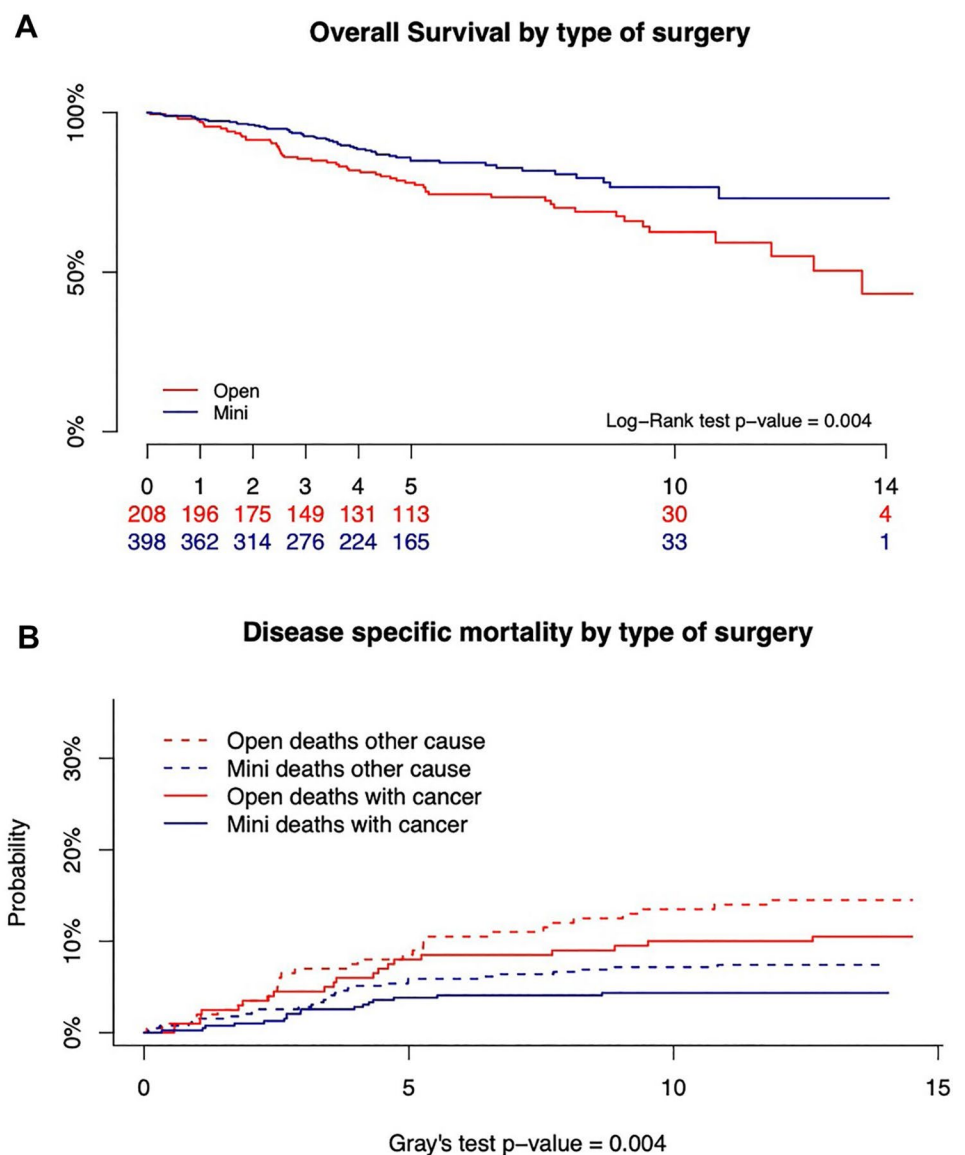 A
Overall Survival by type of surgery
100%
50%
0%
Open
Mini
Log-Rank test p-value = 0.004
0 1 2 3 4 5 10 14
208 196 175 149 131 113 30 4
398 362 314 276 224 165 33 1
B
Disease specific mortality by type of surgery
Probability
30%
20%
10%
0%
Open deaths other cause
Mini deaths other cause
Open deaths with cancer
Mini deaths with cancer
0 5 10 15
Gray's test p-value = 0.004